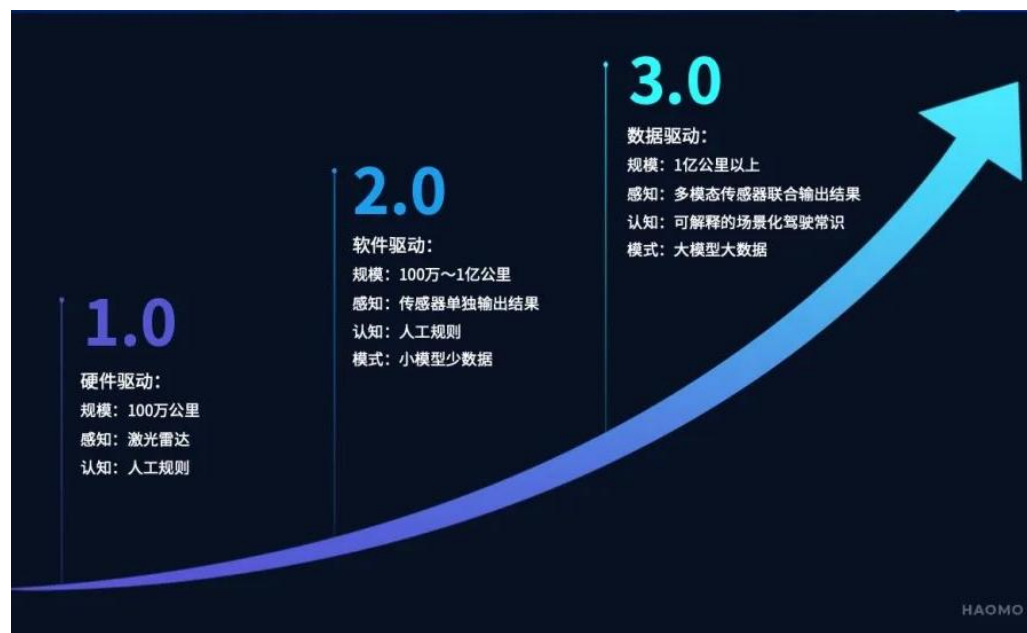 1.0
硬件驱动：
规模：100万公里
感知：激光雷达
认知：人工规则
2.0
软件驱动：
规模：100万～1亿公里
感知：传感器单独输出结果
认知：人工规则
模式：小模型少数据
3.0
数据驱动：
规模：1亿公里以上
感知：多模态传感器联合输出结果
认知：可解释的场景化驾驶常识
模式：大模型大数据
HAOMO